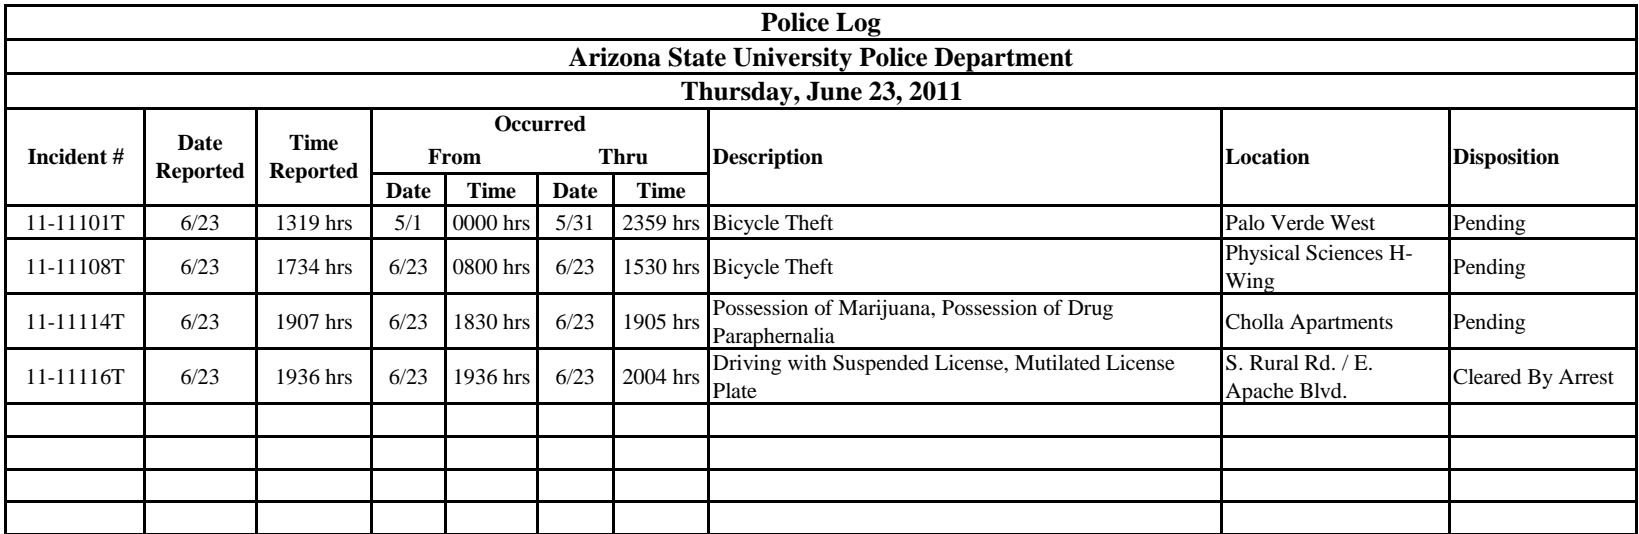 Police Log
Arizona State University Police Department
Thursday, June 23, 2011
Incident # Date Reported Time Reported Occurred Description Location Disposition
From Thru
Date Time Date Time
11-11101T 6/23 1319 hrs 5/1 0000 hrs 5/31 2359 hrs Bicycle Theft Palo Verde West Pending
11-11108T 6/23 1734 hrs 6/23 0800 hrs 6/23 1530 hrs Bicycle Theft Physical Sciences H-
Wing Pending
11-11114T 6/23 1907 hrs 6/23 1830 hrs 6/23 1905 hrs Possession of Marijuana, Possession of Drug
Paraphernalia Cholla Apartments Pending
11-11116T 6/23 1936 hrs 6/23 1936 hrs 6/23 2004 hrs Driving with Suspended License, Mutilated License
Plate S. Rural Rd. / E.
Apache Blvd. Cleared By Arrest